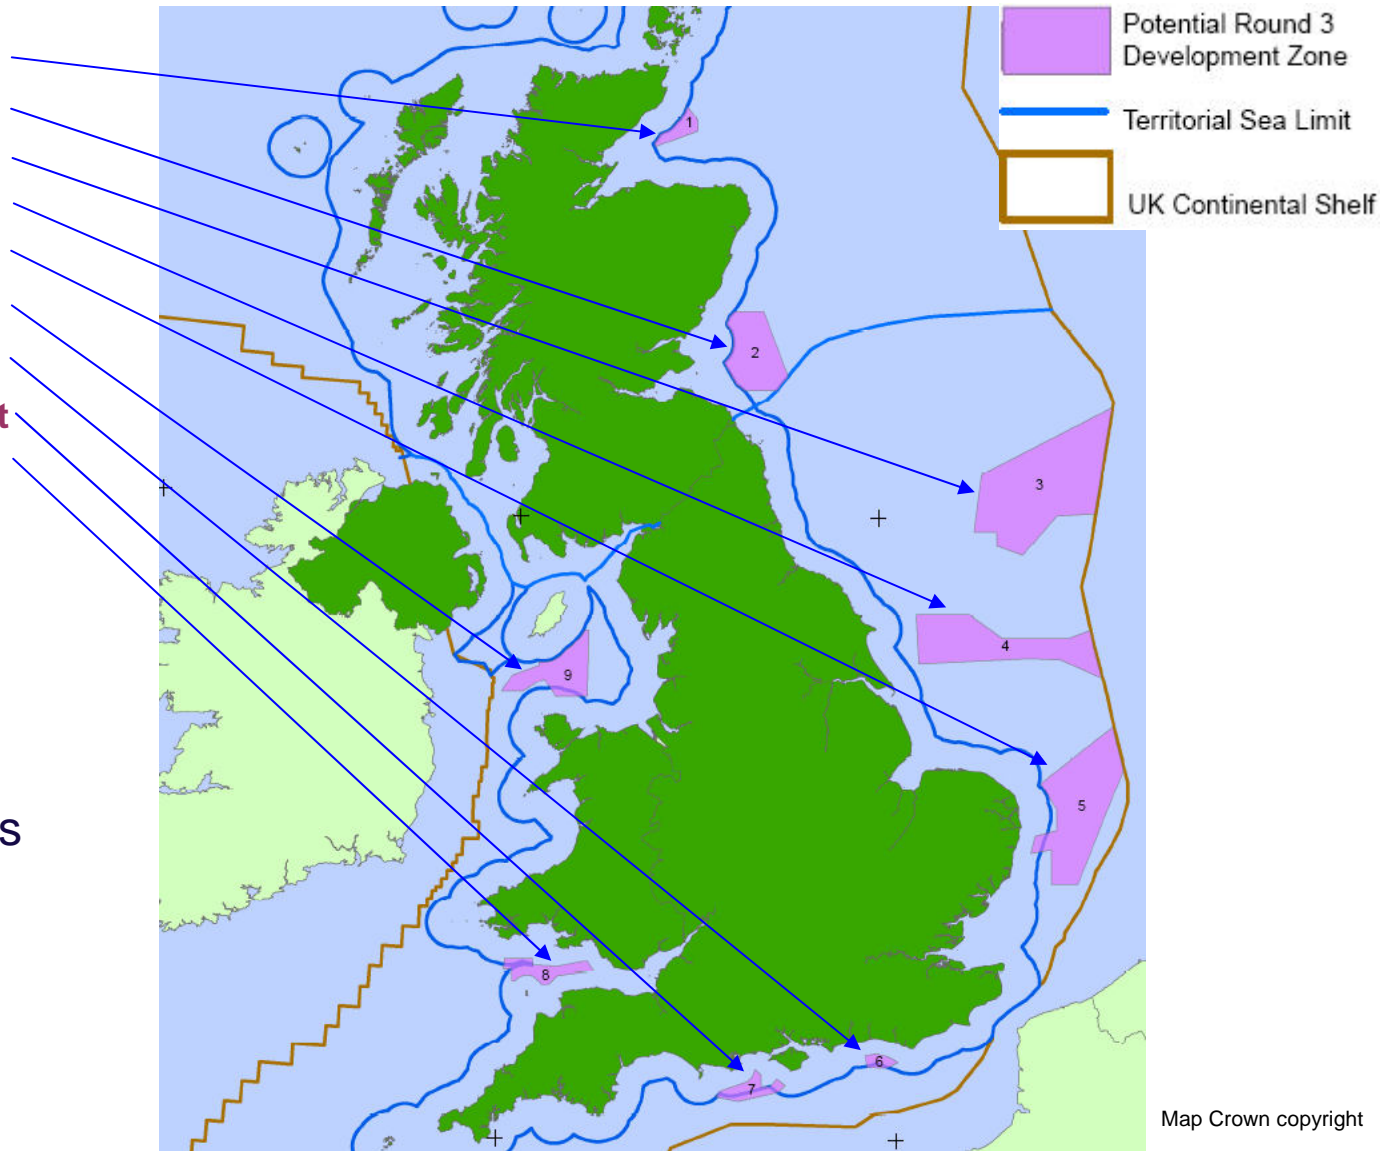 Potential Round 3
Development Zone
Territorial Sea Limit
UK Continental Shelf
1
2
t
3
4
9
5
s
8
6
7
Map Crown copyright